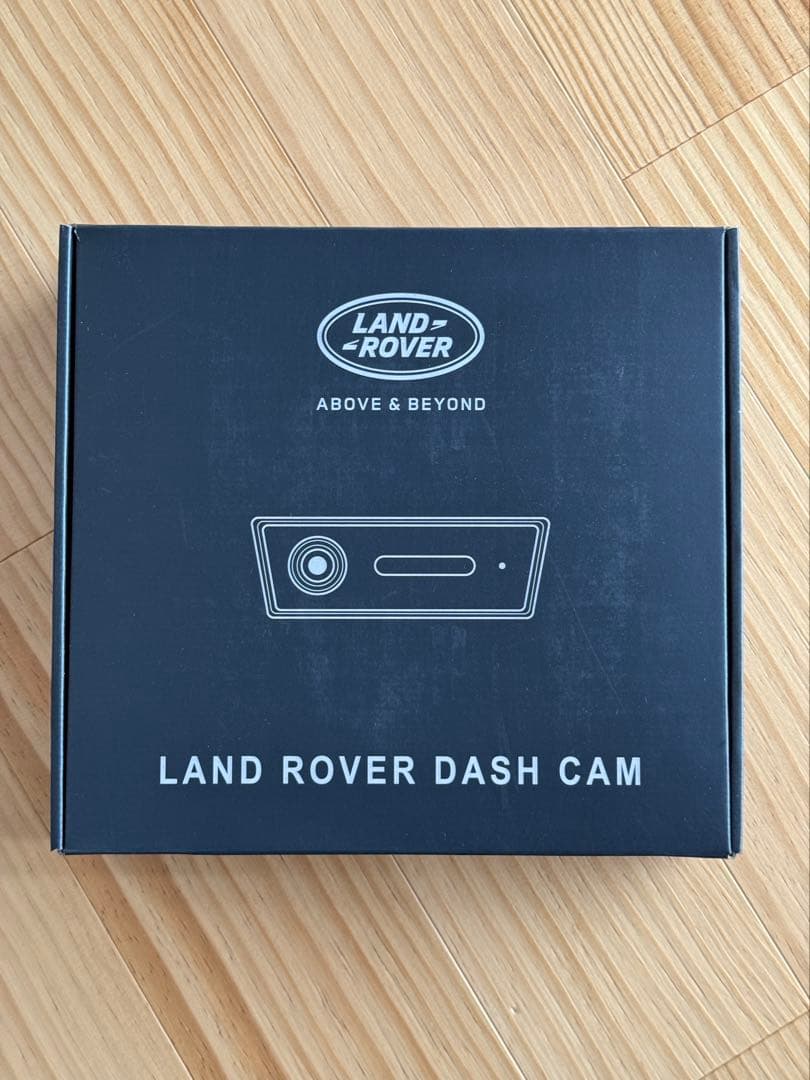 LAND
ROVER
ABOVE & BEYOND
LAND ROVER DASH CAM